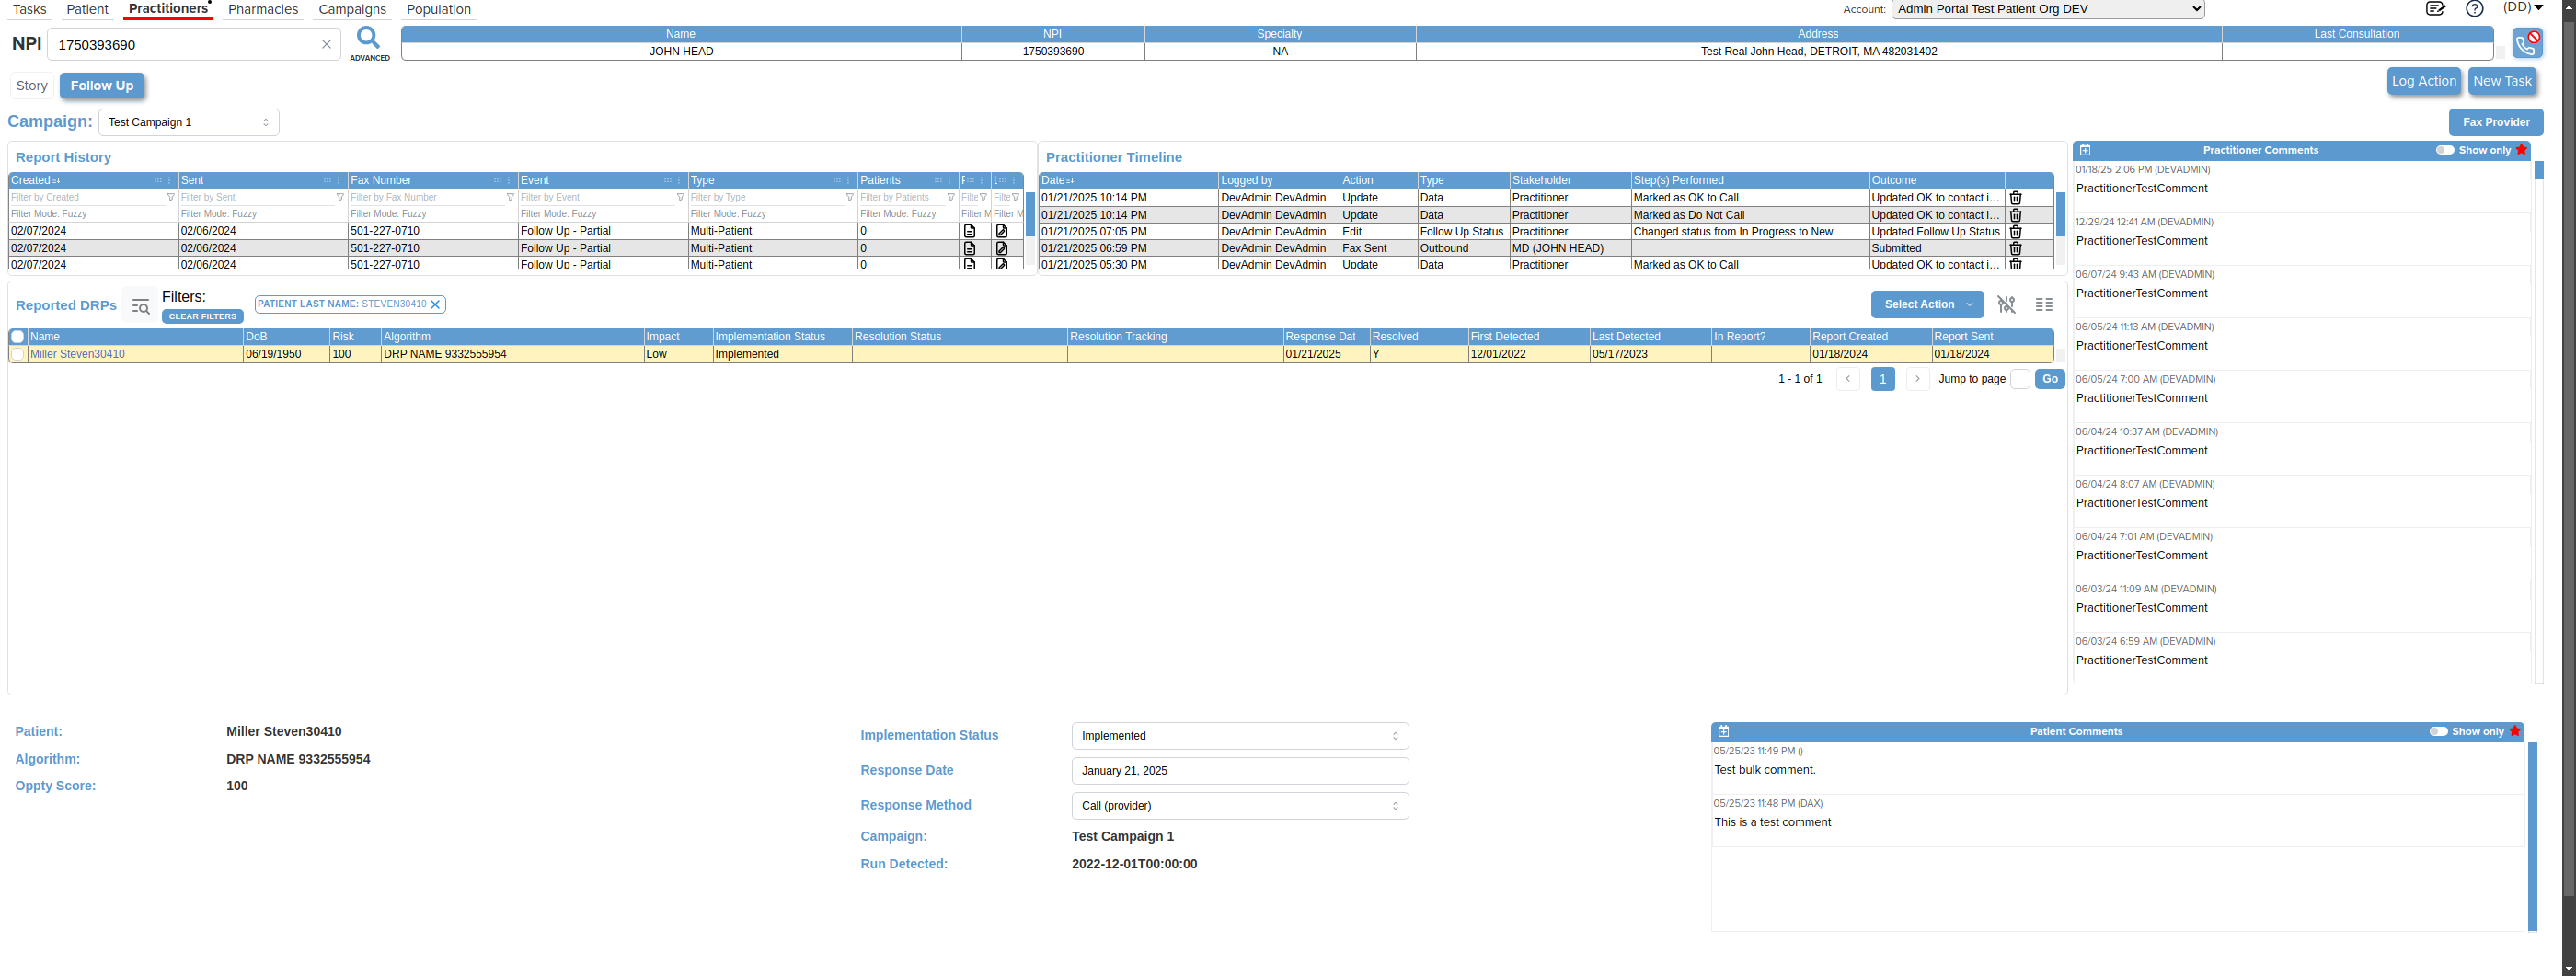 Tasks Patient Practitioners Pharmacies Campaigns Population Account: Admin Portal Test Patient Org DEV (DD)
NPI 1750393690 ADVANCED
Name NPI Specialty Address Last Consultation
JOHN HEAD 1750393690 NA Test Real John Head, DETROIT, MA 482031402
Story Follow Up Log Action New Task
Campaign: Test Campaign 1 Fax Provider
Report History
Created Sent Fax Number Event Type Patients
Filter by Created Filter by Sent Filter by Fax Number Filter by Event Filter by Type Filter by Patients Filte Filte
Filter Mode: Fuzzy Filter Mode: Fuzzy Filter Mode: Fuzzy Filter Mode: Fuzzy Filter Mode: Fuzzy Filter Mode: Fuzzy Filter M Filter M
02/07/2024 02/06/2024 501-227-0710 Follow Up - Partial Multi-Patient 0
02/07/2024 02/06/2024 501-227-0710 Follow Up - Partial Multi-Patient 0
02/07/2024 02/06/2024 501-227-0710 Follow Up - Partial Multi-Patient 0
Practitioner Timeline
Date Logged by Action Type Stakeholder Step(s) Performed Outcome
01/21/2025 10:14 PM DevAdmin DevAdmin Update Data Practitioner Marked as OK to Call Updated OK to contact i...
01/21/2025 10:14 PM DevAdmin DevAdmin Update Data Practitioner Marked as Do Not Call Updated OK to contact i...
01/21/2025 07:05 PM DevAdmin DevAdmin Edit Follow Up Status Practitioner Changed status from In Progress to New Updated Follow Up Status
01/21/2025 06:59 PM DevAdmin DevAdmin Fax Sent Outbound MD (JOHN HEAD) Submitted
01/21/2025 05:30 PM DevAdmin DevAdmin Update Data Practitioner Marked as OK to Call Updated OK to contact i...
Practitioner Comments Show only
01/18/25 2:06 PM (DEVADMIN)
PractitionerTestComment
12/29/24 12:41 AM (DEVADMIN)
PractitionerTestComment
06/07/24 9:43 AM (DEVADMIN)
PractitionerTestComment
06/05/24 11:13 AM (DEVADMIN)
PractitionerTestComment
06/05/24 7:00 AM (DEVADMIN)
PractitionerTestComment
06/04/24 10:37 AM (DEVADMIN)
PractitionerTestComment
06/04/24 8:07 AM (DEVADMIN)
PractitionerTestComment
06/04/24 7:01 AM (DEVADMIN)
PractitionerTestComment
06/03/24 11:09 AM (DEVADMIN)
PractitionerTestComment
06/03/24 6:59 AM (DEVADMIN)
PractitionerTestComment
Reported DRPs Filters: CLEAR FILTERS PATIENT LAST NAME: STEVEN30410 Select Action
Name DoB Risk Algorithm Impact Implementation Status Resolution Status Resolution Tracking Response Dat Resolved First Detected Last Detected In Report? Report Created Report Sent
Miller Steven30410 06/19/1950 100 DRP NAME 9332555954 Low Implemented 01/21/2025 Y 12/01/2022 05/17/2023 01/18/2024 01/18/2024
1 - 1 of 1 1 Jump to page Go
Patient: Miller Steven30410
Algorithm: DRP NAME 9332555954
Oppty Score: 100
Implementation Status Implemented
Response Date January 21, 2025
Response Method Call (provider)
Campaign: Test Campaign 1
Run Detected: 2022-12-01T00:00:00
Patient Comments Show only
05/25/23 11:49 PM ()
Test bulk comment.
05/25/23 11:48 PM (DAX)
This is a test comment